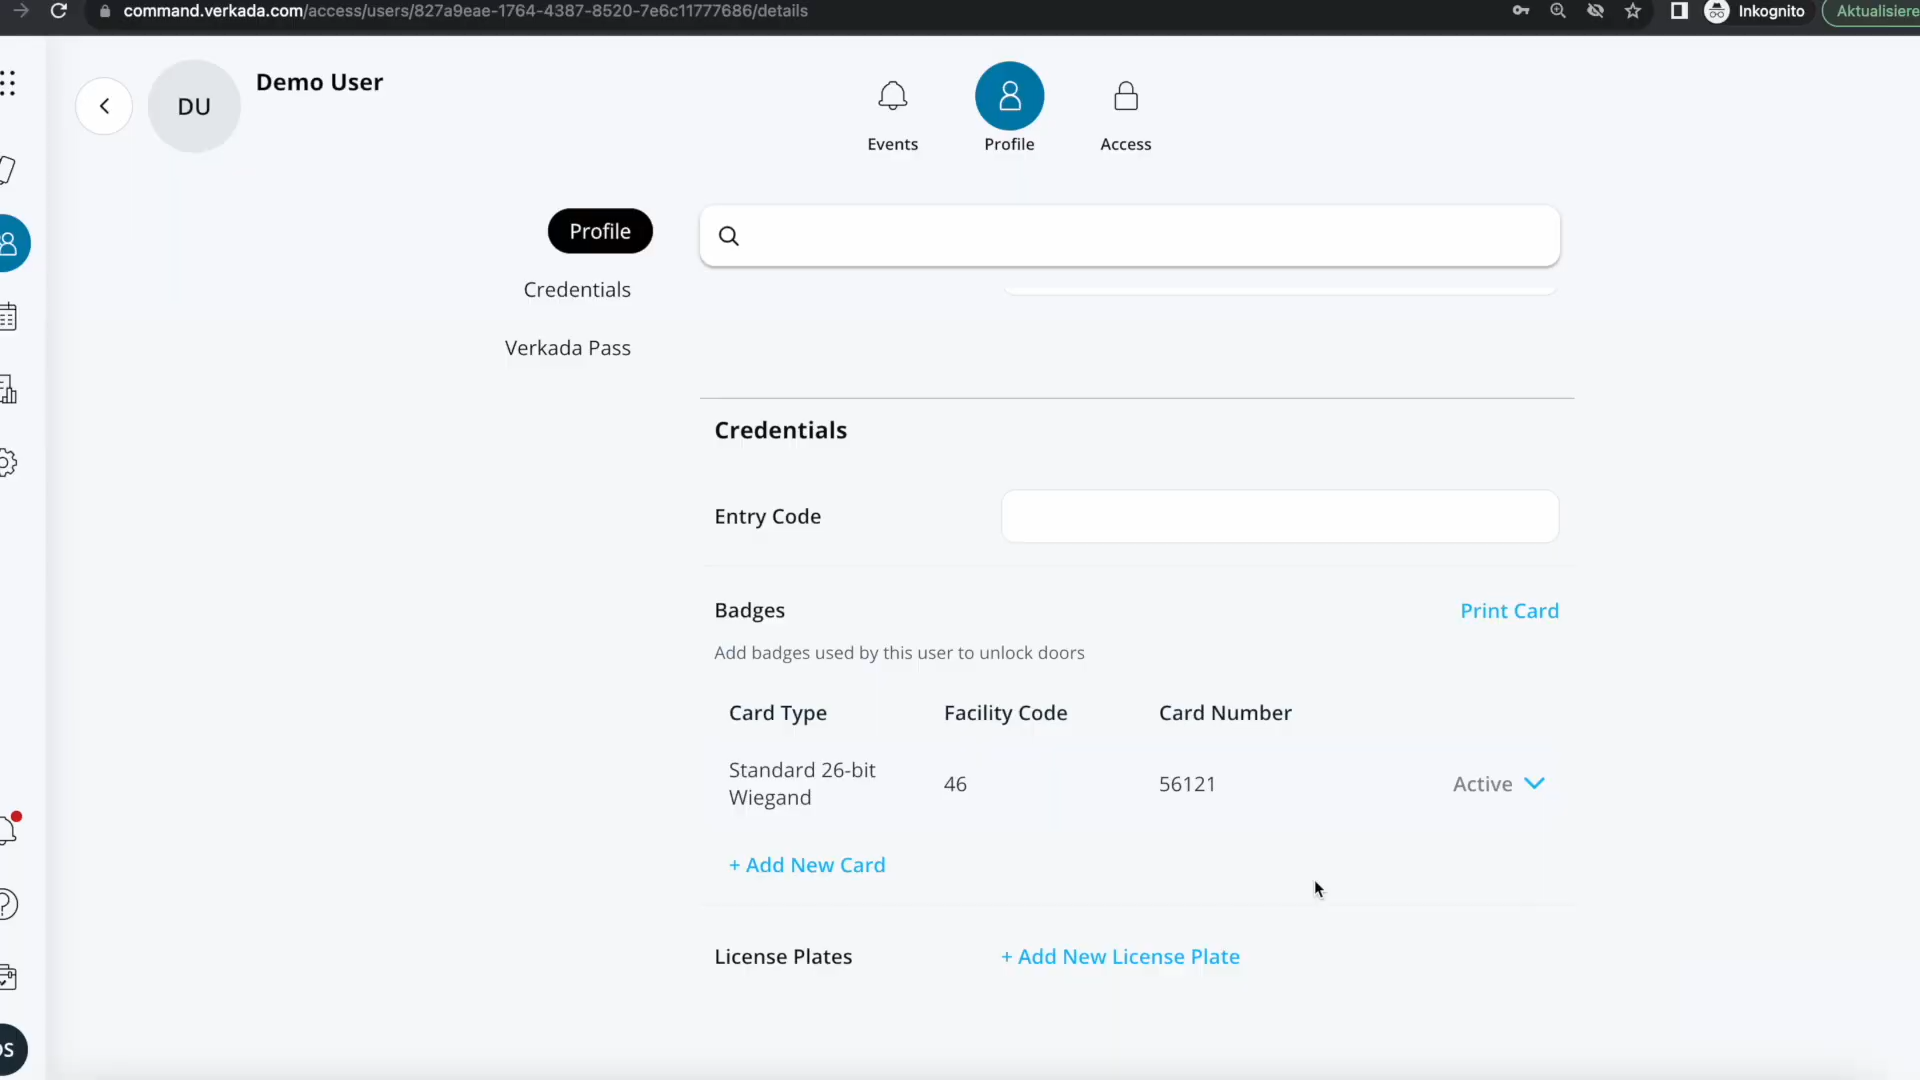 command.verkada.com/access/users/827a9eae-1764-4387-8520-7e6c11777686/details
Inkognito
Aktualisiere
DU
Demo User
Events
Profile
Access
Profile
Credentials
Verkada Pass
Credentials
Entry Code
Badges
Print Card
Add badges used by this user to unlock doors
Card Type
Facility Code
Card Number
Standard 26-bit
Wiegand
46
56121
Active
+ Add New Card
License Plates
+ Add New License Plate
DS